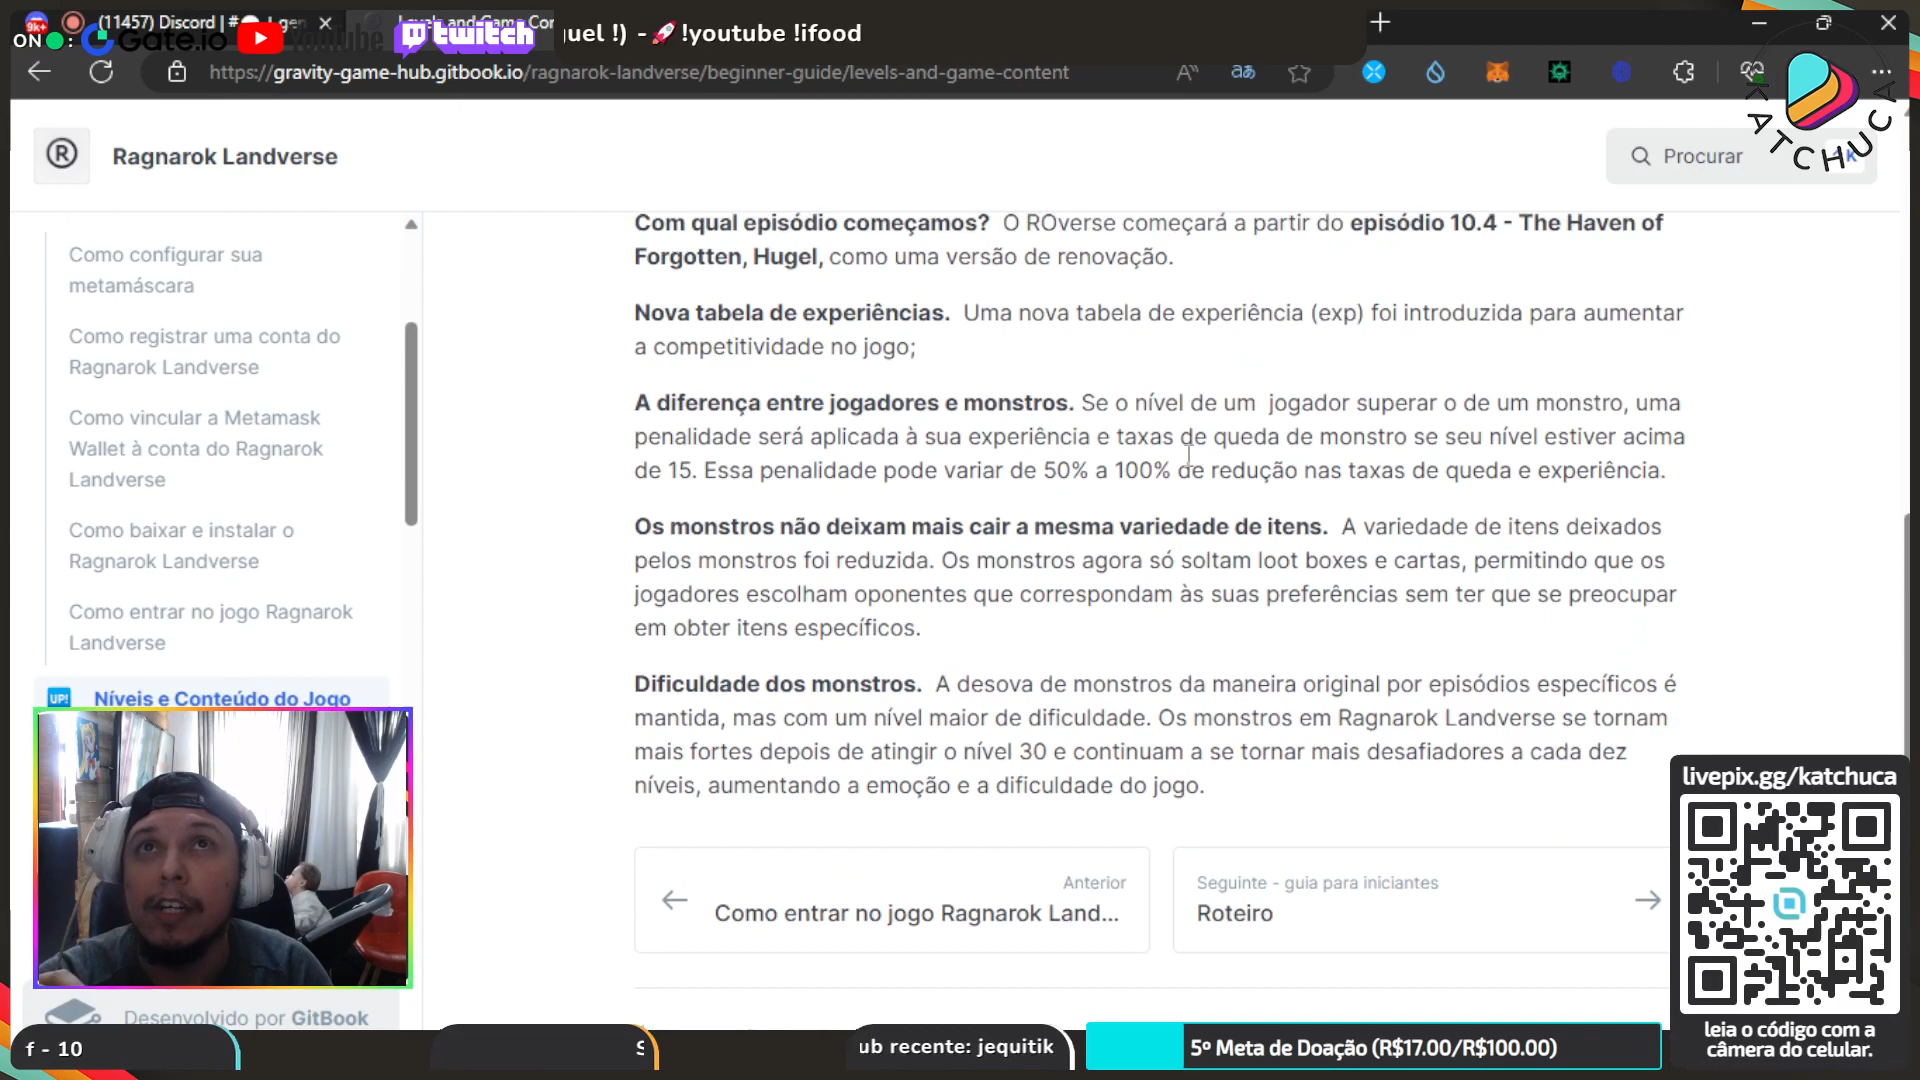 (11457) Discord | #
Levels and Game Con
9k+
ON :
Gate.io
YouTube
twitch
guel !) - 🚀 !youtube !ifood
https://gravity-game-hub.gitbook.io/ragnarok-landverse/beginner-guide/levels-and-game-content
KATCHUCA
Ragnarok Landverse
Procurar
Como configurar sua
metamáscara
Como registrar uma conta do
Ragnarok Landverse
Como vincular a Metamask
Wallet à conta do Ragnarok
Landverse
Como baixar e instalar o
Ragnarok Landverse
Como entrar no jogo Ragnarok
Landverse
UP! Níveis e Conteúdo do Jogo
Desenvolvido por GitBook
Com qual episódio começamos? O ROverse começará a partir do episódio 10.4 - The Haven of
Forgotten, Hugel, como uma versão de renovação.
Nova tabela de experiências. Uma nova tabela de experiência (exp) foi introduzida para aumentar
a competitividade no jogo;
A diferença entre jogadores e monstros. Se o nível de um jogador superar o de um monstro, uma
penalidade será aplicada à sua experiência e taxas de queda de monstro se seu nível estiver acima
de 15. Essa penalidade pode variar de 50% a 100% de redução nas taxas de queda e experiência.
Os monstros não deixam mais cair a mesma variedade de itens. A variedade de itens deixados
pelos monstros foi reduzida. Os monstros agora só soltam loot boxes e cartas, permitindo que os
jogadores escolham oponentes que correspondam às suas preferências sem ter que se preocupar
em obter itens específicos.
Dificuldade dos monstros. A desova de monstros da maneira original por episódios específicos é
mantida, mas com um nível maior de dificuldade. Os monstros em Ragnarok Landverse se tornam
mais fortes depois de atingir o nível 30 e continuam a se tornar mais desafiadores a cada dez
níveis, aumentando a emoção e a dificuldade do jogo.
Anterior
Como entrar no jogo Ragnarok Land...
Seguinte - guia para iniciantes
Roteiro
livepix.gg/katchuca
leia o código com a
câmera do celular.
f - 10
S
ub recente: jequitik
5º Meta de Doação (R$17.00/R$100.00)